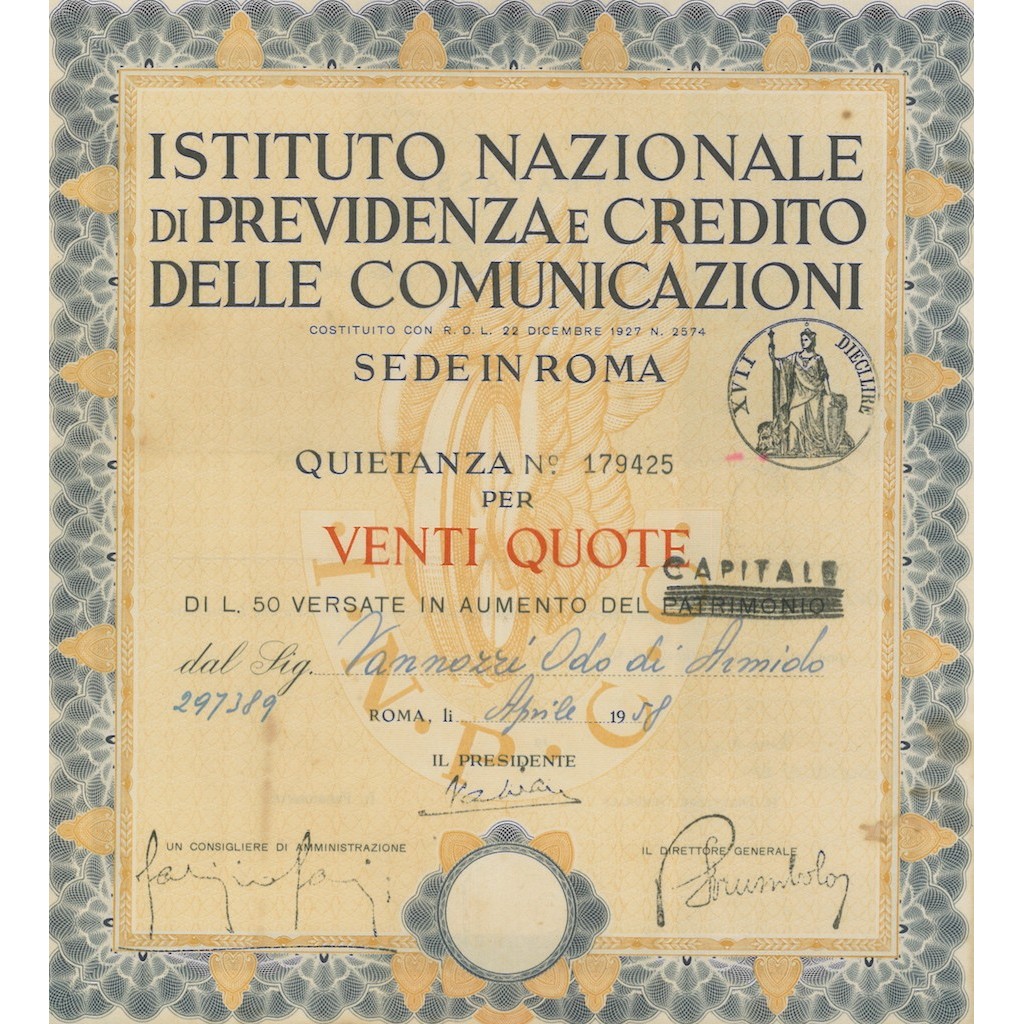 ISTITUTO NAZIONALE
DI PREVIDENZA E CREDITO
DELLE COMUNICAZIONI
COSTITUITO CON R. D. L. 22 DICEMBRE 1927 N. 2574
SEDE IN ROMA
XVII DIECI LIRE
QUIETANZA No. 179425
PER
VENTI QUOTE
CAPITALE
DI L. 50 VERSATE IN AUMENTO DEL PATRIMONIO
dal Sig. Vannozzi Odo di Armido
297389
ROMA, li Aprile 1958
I. N. P. C. C.
IL PRESIDENTE
UN CONSIGLIERE DI AMMINISTRAZIONE
IL DIRETTORE GENERALE